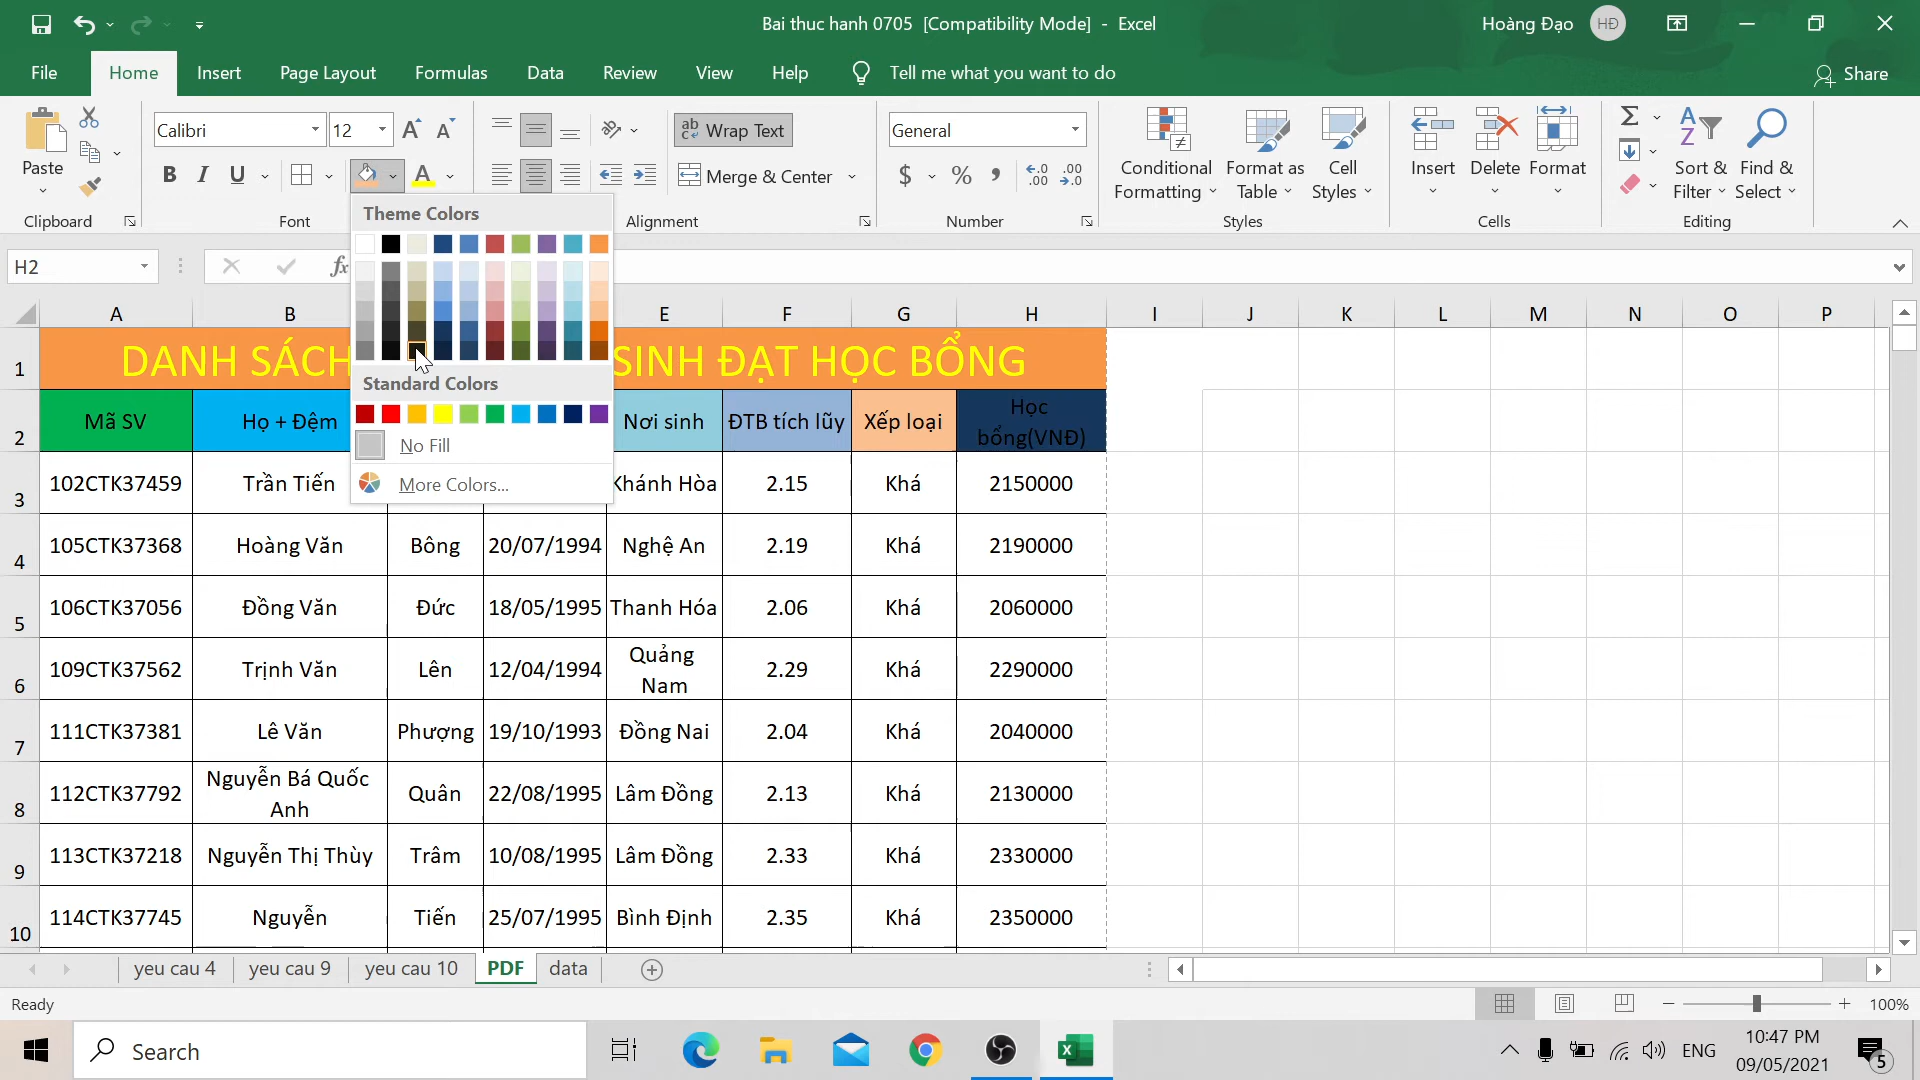 Bai thuc hanh 0705 [Compatibility Mode] - Excel
Hoàng Đạo HĐ
File Home Insert Page Layout Formulas Data Review View Help Tell me what you want to do Share
Paste
Clipboard
Calibri 12
B I U A
Font
ab Wrap Text
Merge & Center
Alignment
General
$ % , .0 .00 .00 .0
Number
Conditional Formatting
Format as Table
Cell Styles
Styles
Insert Delete Format
Cells
Sort & Filter
Find & Select
Editing
Theme Colors
Standard Colors
No Fill
More Colors...
H2 fx
A B E F G H I J K L M N O P
1 DANH SÁCH SINH ĐẠT HỌC BỔNG
2 Mã SV Họ + Đệm Nơi sinh ĐTB tích lũy Xếp loại Học bổng(VNĐ)
3 102CTK37459 Trần Tiến Khánh Hòa 2.15 Khá 2150000
4 105CTK37368 Hoàng Văn Bông 20/07/1994 Nghệ An 2.19 Khá 2190000
5 106CTK37056 Đồng Văn Đức 18/05/1995 Thanh Hóa 2.06 Khá 2060000
6 109CTK37562 Trịnh Văn Lên 12/04/1994 Quảng Nam 2.29 Khá 2290000
7 111CTK37381 Lê Văn Phượng 19/10/1993 Đồng Nai 2.04 Khá 2040000
8 112CTK37792 Nguyễn Bá Quốc Anh Quân 22/08/1995 Lâm Đồng 2.13 Khá 2130000
9 113CTK37218 Nguyễn Thị Thùy Trâm 10/08/1995 Lâm Đồng 2.33 Khá 2330000
10 114CTK37745 Nguyễn Tiến 25/07/1995 Bình Định 2.35 Khá 2350000
yeu cau 4 yeu cau 9 yeu cau 10 PDF data
Ready 100%
Search
ENG
10:47 PM
09/05/2021
5